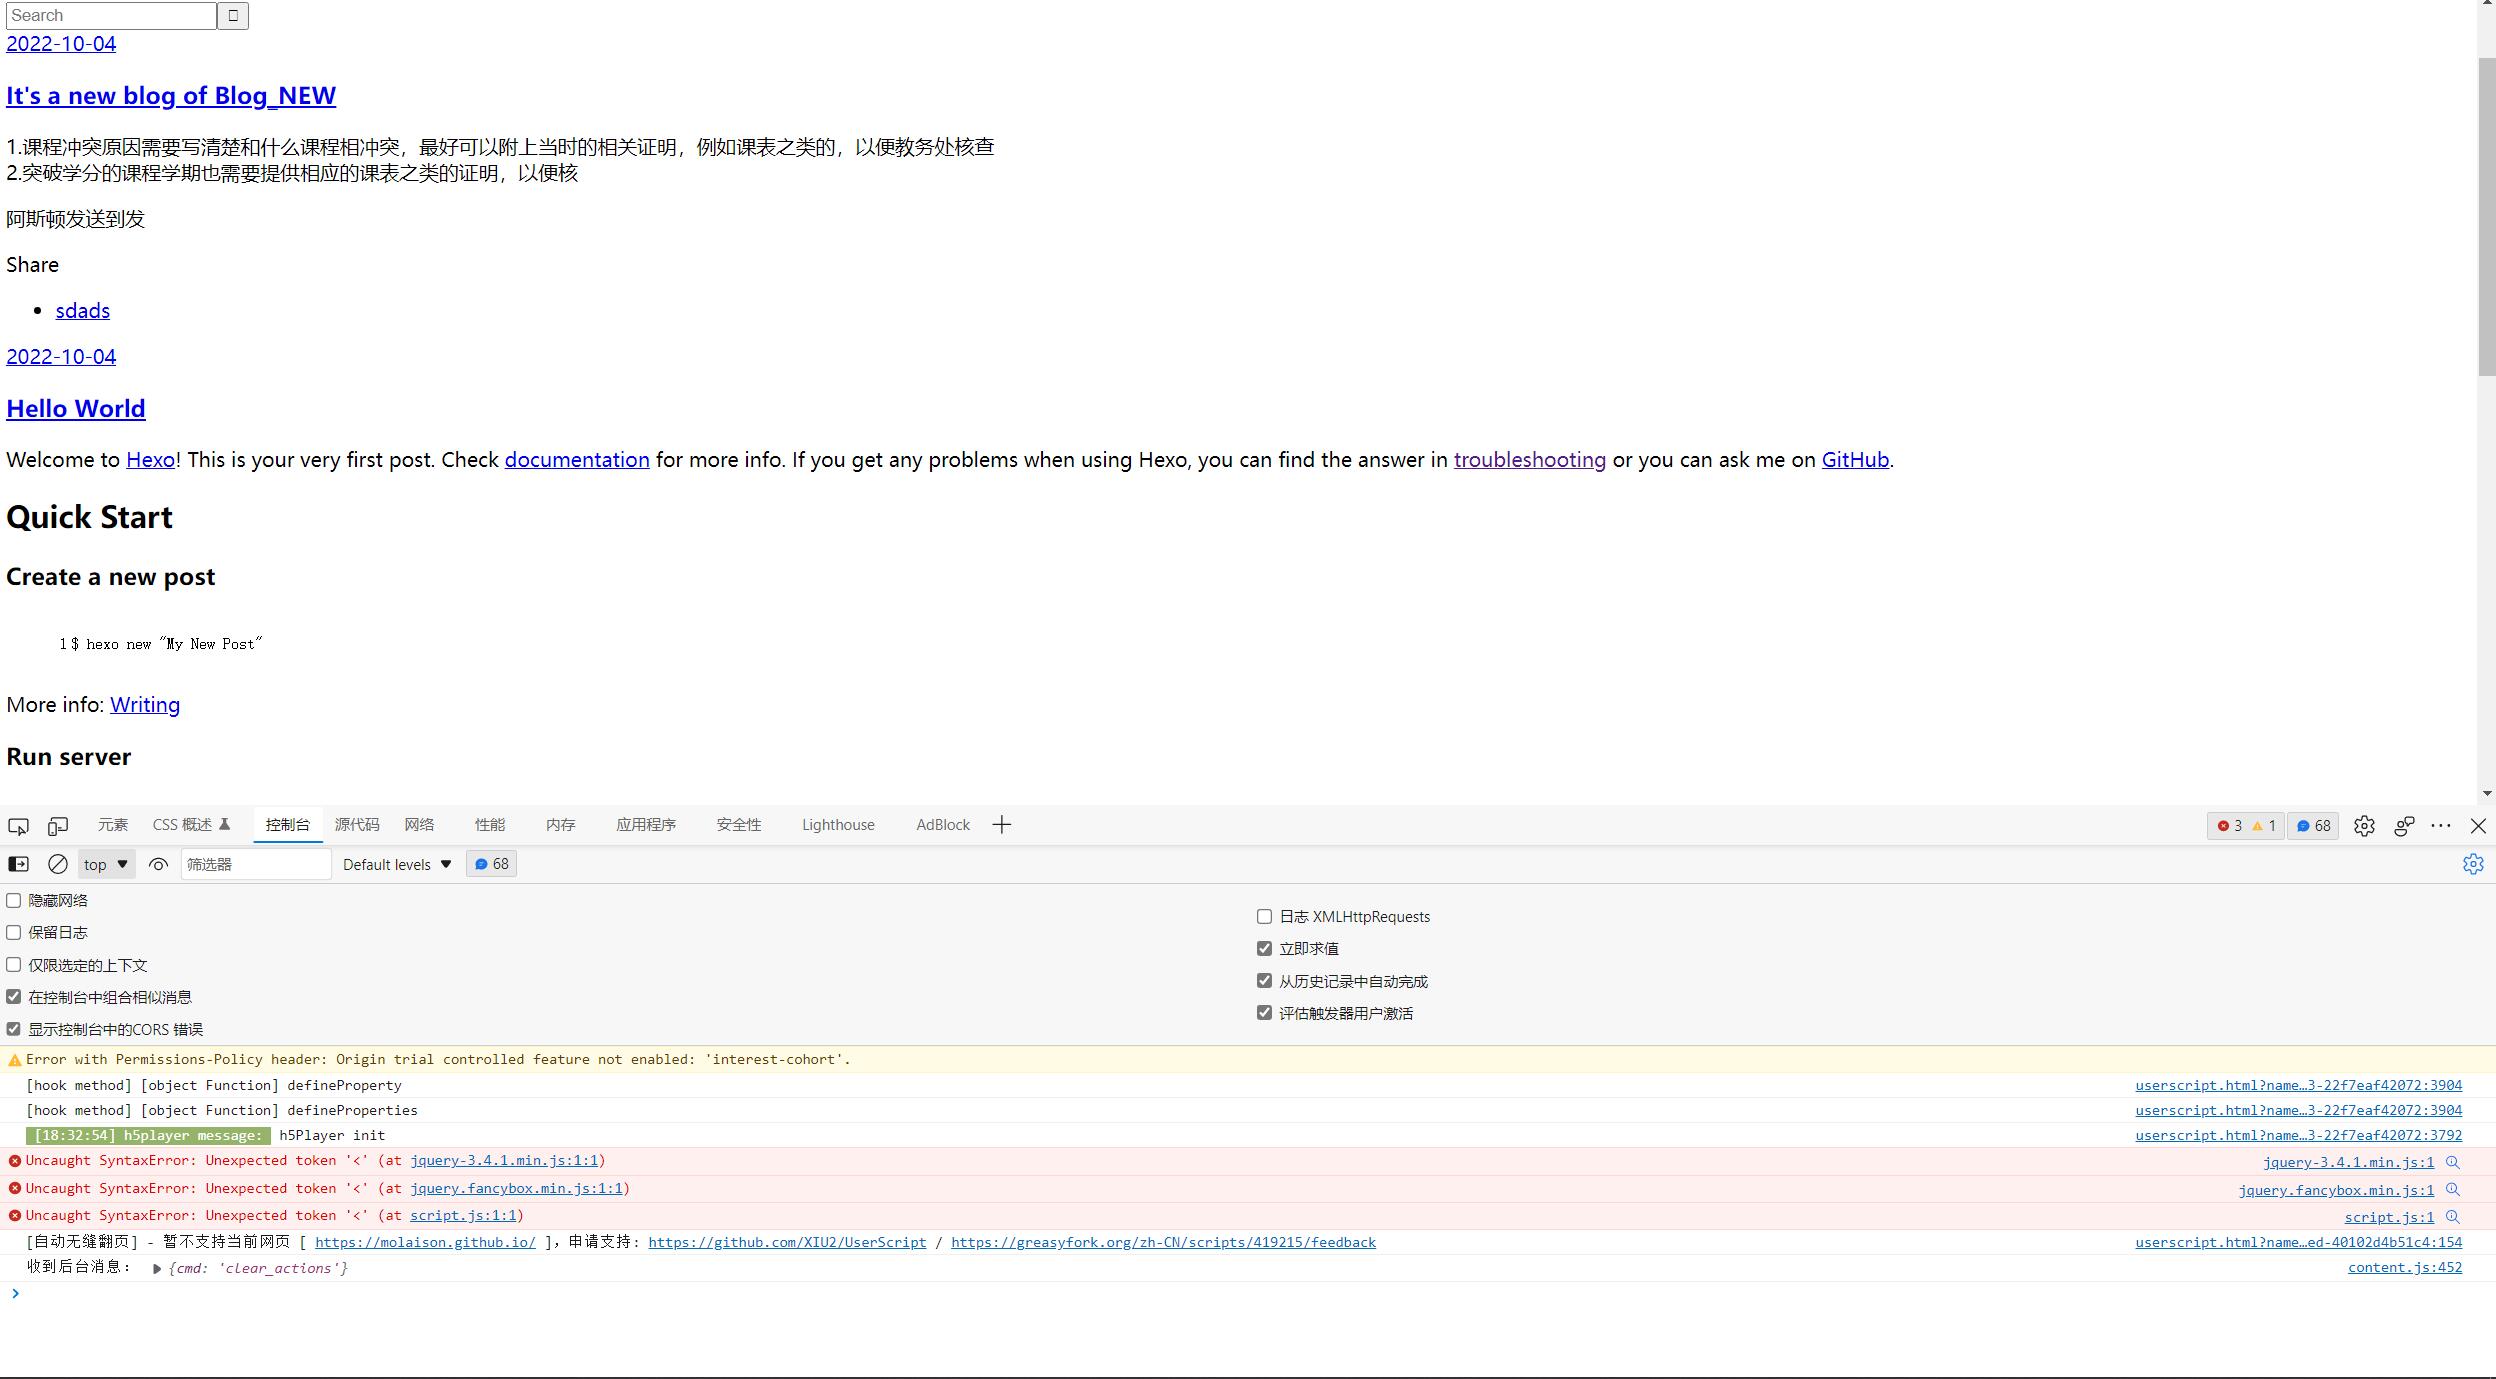 Search
2022-10-04
It's a new blog of Blog_NEW
1.课程冲突原因需要写清楚和什么课程相冲突，最好可以附上当时的相关证明，例如课表之类的，以便教务处核查
2.突破学分的课程学期也需要提供相应的课表之类的证明，以便核
阿斯顿发送到发
Share
sdads
2022-10-04
Hello World
Welcome to Hexo! This is your very first post. Check documentation for more info. If you get any problems when using Hexo, you can find the answer in troubleshooting or you can ask me on GitHub.
Quick Start
Create a new post
1 $ hexo new "My New Post"
More info: Writing
Run server
元素 CSS 概述 控制台 源代码 网络 性能 内存 应用程序 安全性 Lighthouse AdBlock 3 1 68
top 筛选器 Default levels 68
隐藏网络
保留日志
仅限选定的上下文
在控制台中组合相似消息
显示控制台中的CORS 错误
日志 XMLHttpRequests
立即求值
从历史记录中自动完成
评估触发器用户激活
Error with Permissions-Policy header: Origin trial controlled feature not enabled: 'interest-cohort'.
[hook method] [object Function] defineProperty userscript.html?name…3-22f7eaf42072:3904
[hook method] [object Function] defineProperties userscript.html?name…3-22f7eaf42072:3904
[18:32:54] h5player message: h5Player init userscript.html?name…3-22f7eaf42072:3792
Uncaught SyntaxError: Unexpected token '<' (at jquery-3.4.1.min.js:1:1) jquery-3.4.1.min.js:1
Uncaught SyntaxError: Unexpected token '<' (at jquery.fancybox.min.js:1:1) jquery.fancybox.min.js:1
Uncaught SyntaxError: Unexpected token '<' (at script.js:1:1) script.js:1
[自动无缝翻页] - 暂不支持当前网页 [ https://molaison.github.io/ ]，申请支持: https://github.com/XIU2/UserScript / https://greasyfork.org/zh-CN/scripts/419215/feedback userscript.html?name…ed-40102d4b51c4:154
收到后台消息： {cmd: 'clear_actions'} content.js:452